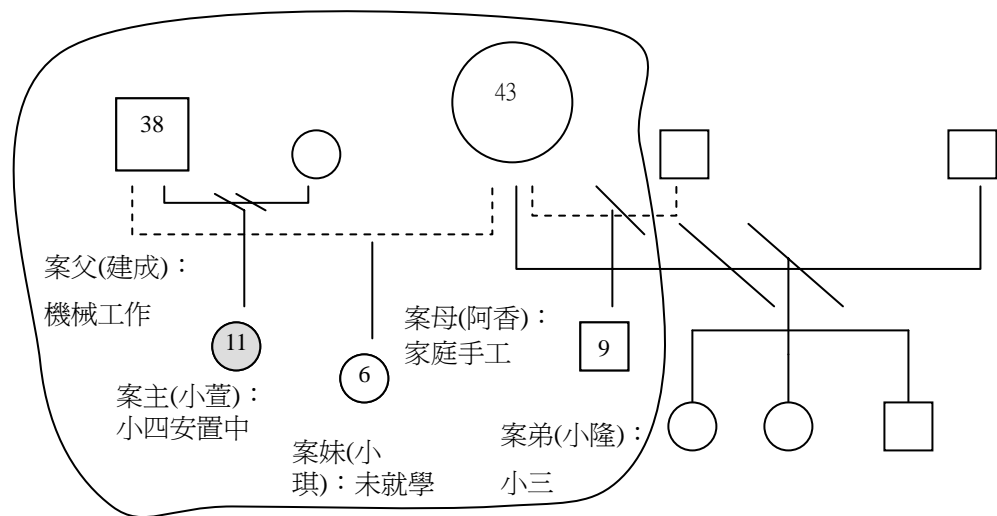 38
43
案父(建成)：
機械工作
11
案主(小萱)：
小四安置中
6
案妹(小
琪)：未就學
案母(阿香)：
家庭手工
9
案弟(小隆)：
小三